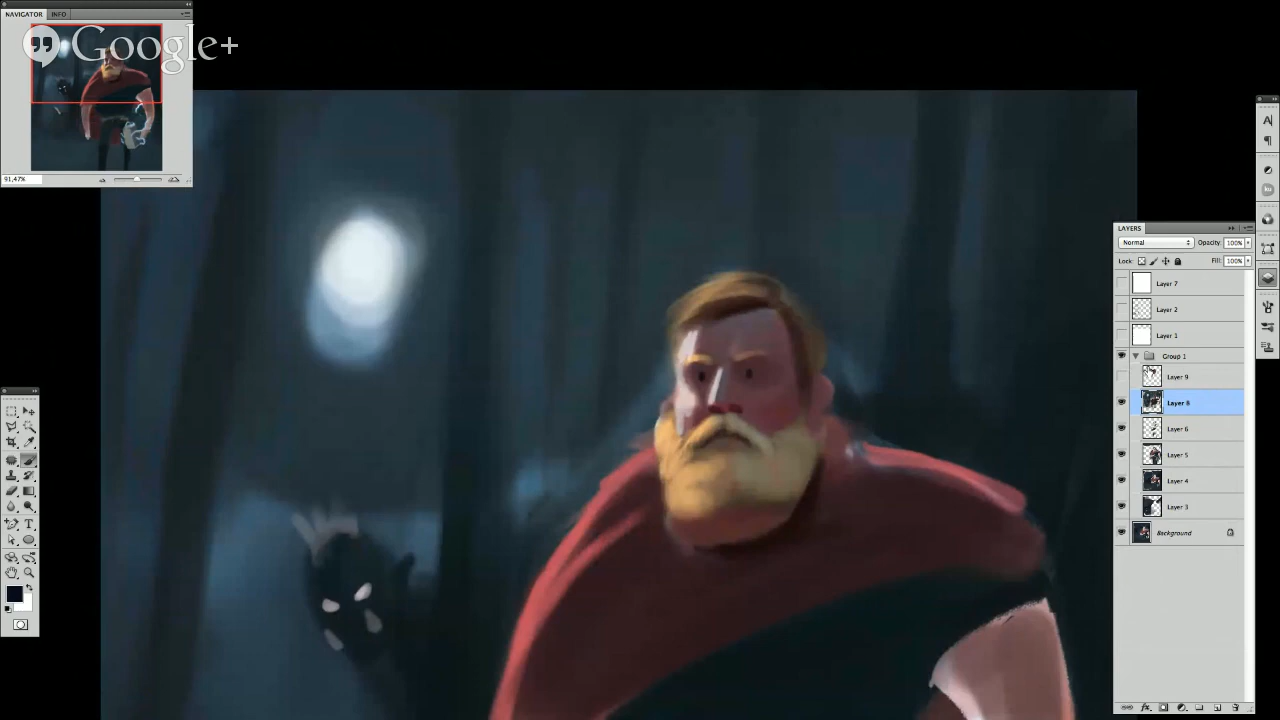 NAVIGATOR INFO
Google+
91,47%
LAYERS
Normal Opacity: 100%
Lock: Fill: 100%
Layer 7
Layer 2
Layer 1
Group 1
Layer 9
Layer 8
Layer 6
Layer 5
Layer 4
Layer 3
Background